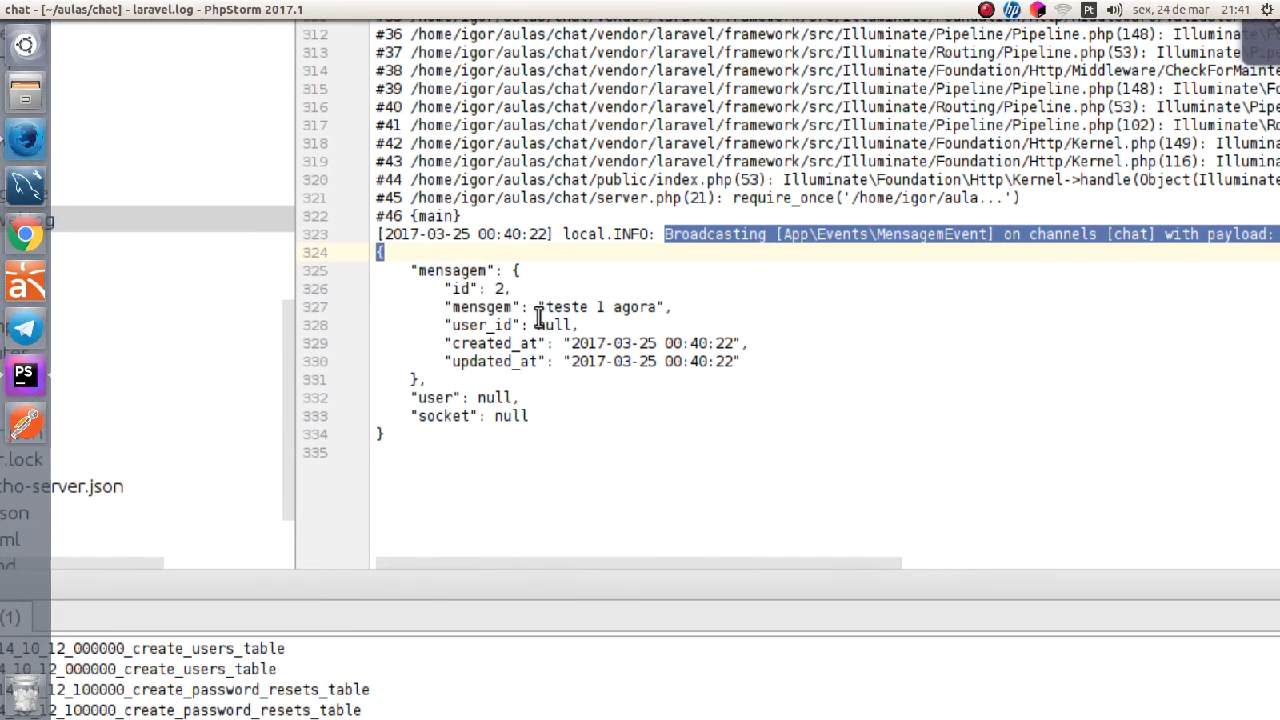 chat - [~/aulas/chat] - laravel.log - PhpStorm 2017.1
Pt
sex, 24 de mar
21:41
312 #36 /home/igor/aulas/chat/vendor/laravel/framework/src/Illuminate/Pipeline/Pipeline.php(148): Illuminate\F
313 #37 /home/igor/aulas/chat/vendor/laravel/framework/src/Illuminate/Routing/Pipeline.php(53): Illuminate\Pipel
314 #38 /home/igor/aulas/chat/vendor/laravel/framework/src/Illuminate/Foundation/Http/Middleware/CheckForMainte
315 #39 /home/igor/aulas/chat/vendor/laravel/framework/src/Illuminate/Pipeline/Pipeline.php(148): Illuminate\Fo
316 #40 /home/igor/aulas/chat/vendor/laravel/framework/src/Illuminate/Routing/Pipeline.php(53): Illuminate\Pipe
317 #41 /home/igor/aulas/chat/vendor/laravel/framework/src/Illuminate/Pipeline/Pipeline.php(102): Illuminate\Ro
318 #42 /home/igor/aulas/chat/vendor/laravel/framework/src/Illuminate/Foundation/Http/Kernel.php(149): Illumina
319 #43 /home/igor/aulas/chat/vendor/laravel/framework/src/Illuminate/Foundation/Http/Kernel.php(116): Illumina
320 #44 /home/igor/aulas/chat/public/index.php(53): Illuminate\Foundation\Http\Kernel->handle(Object(Illuminate
321 #45 /home/igor/aulas/chat/server.php(21): require_once('/home/igor/aula...')
322 #46 {main}
323 [2017-03-25 00:40:22] local.INFO: Broadcasting [App\Events\MensagemEvent] on channels [chat] with payload:
324 {
325 "mensagem": {
326 "id": 2,
327 "mensgem": "teste 1 agora",
328 "user_id": null,
329 "created_at": "2017-03-25 00:40:22",
330 "updated_at": "2017-03-25 00:40:22"
331 },
332 "user": null,
333 "socket": null
334 }
335
PS
r.lock
cho-server.json
son
ml
nd
(1)
14_10_12_000000_create_users_table
4_10_12_000000_create_users_table
14_10_12_100000_create_password_resets_table
4_10_12_100000_create_password_resets_table